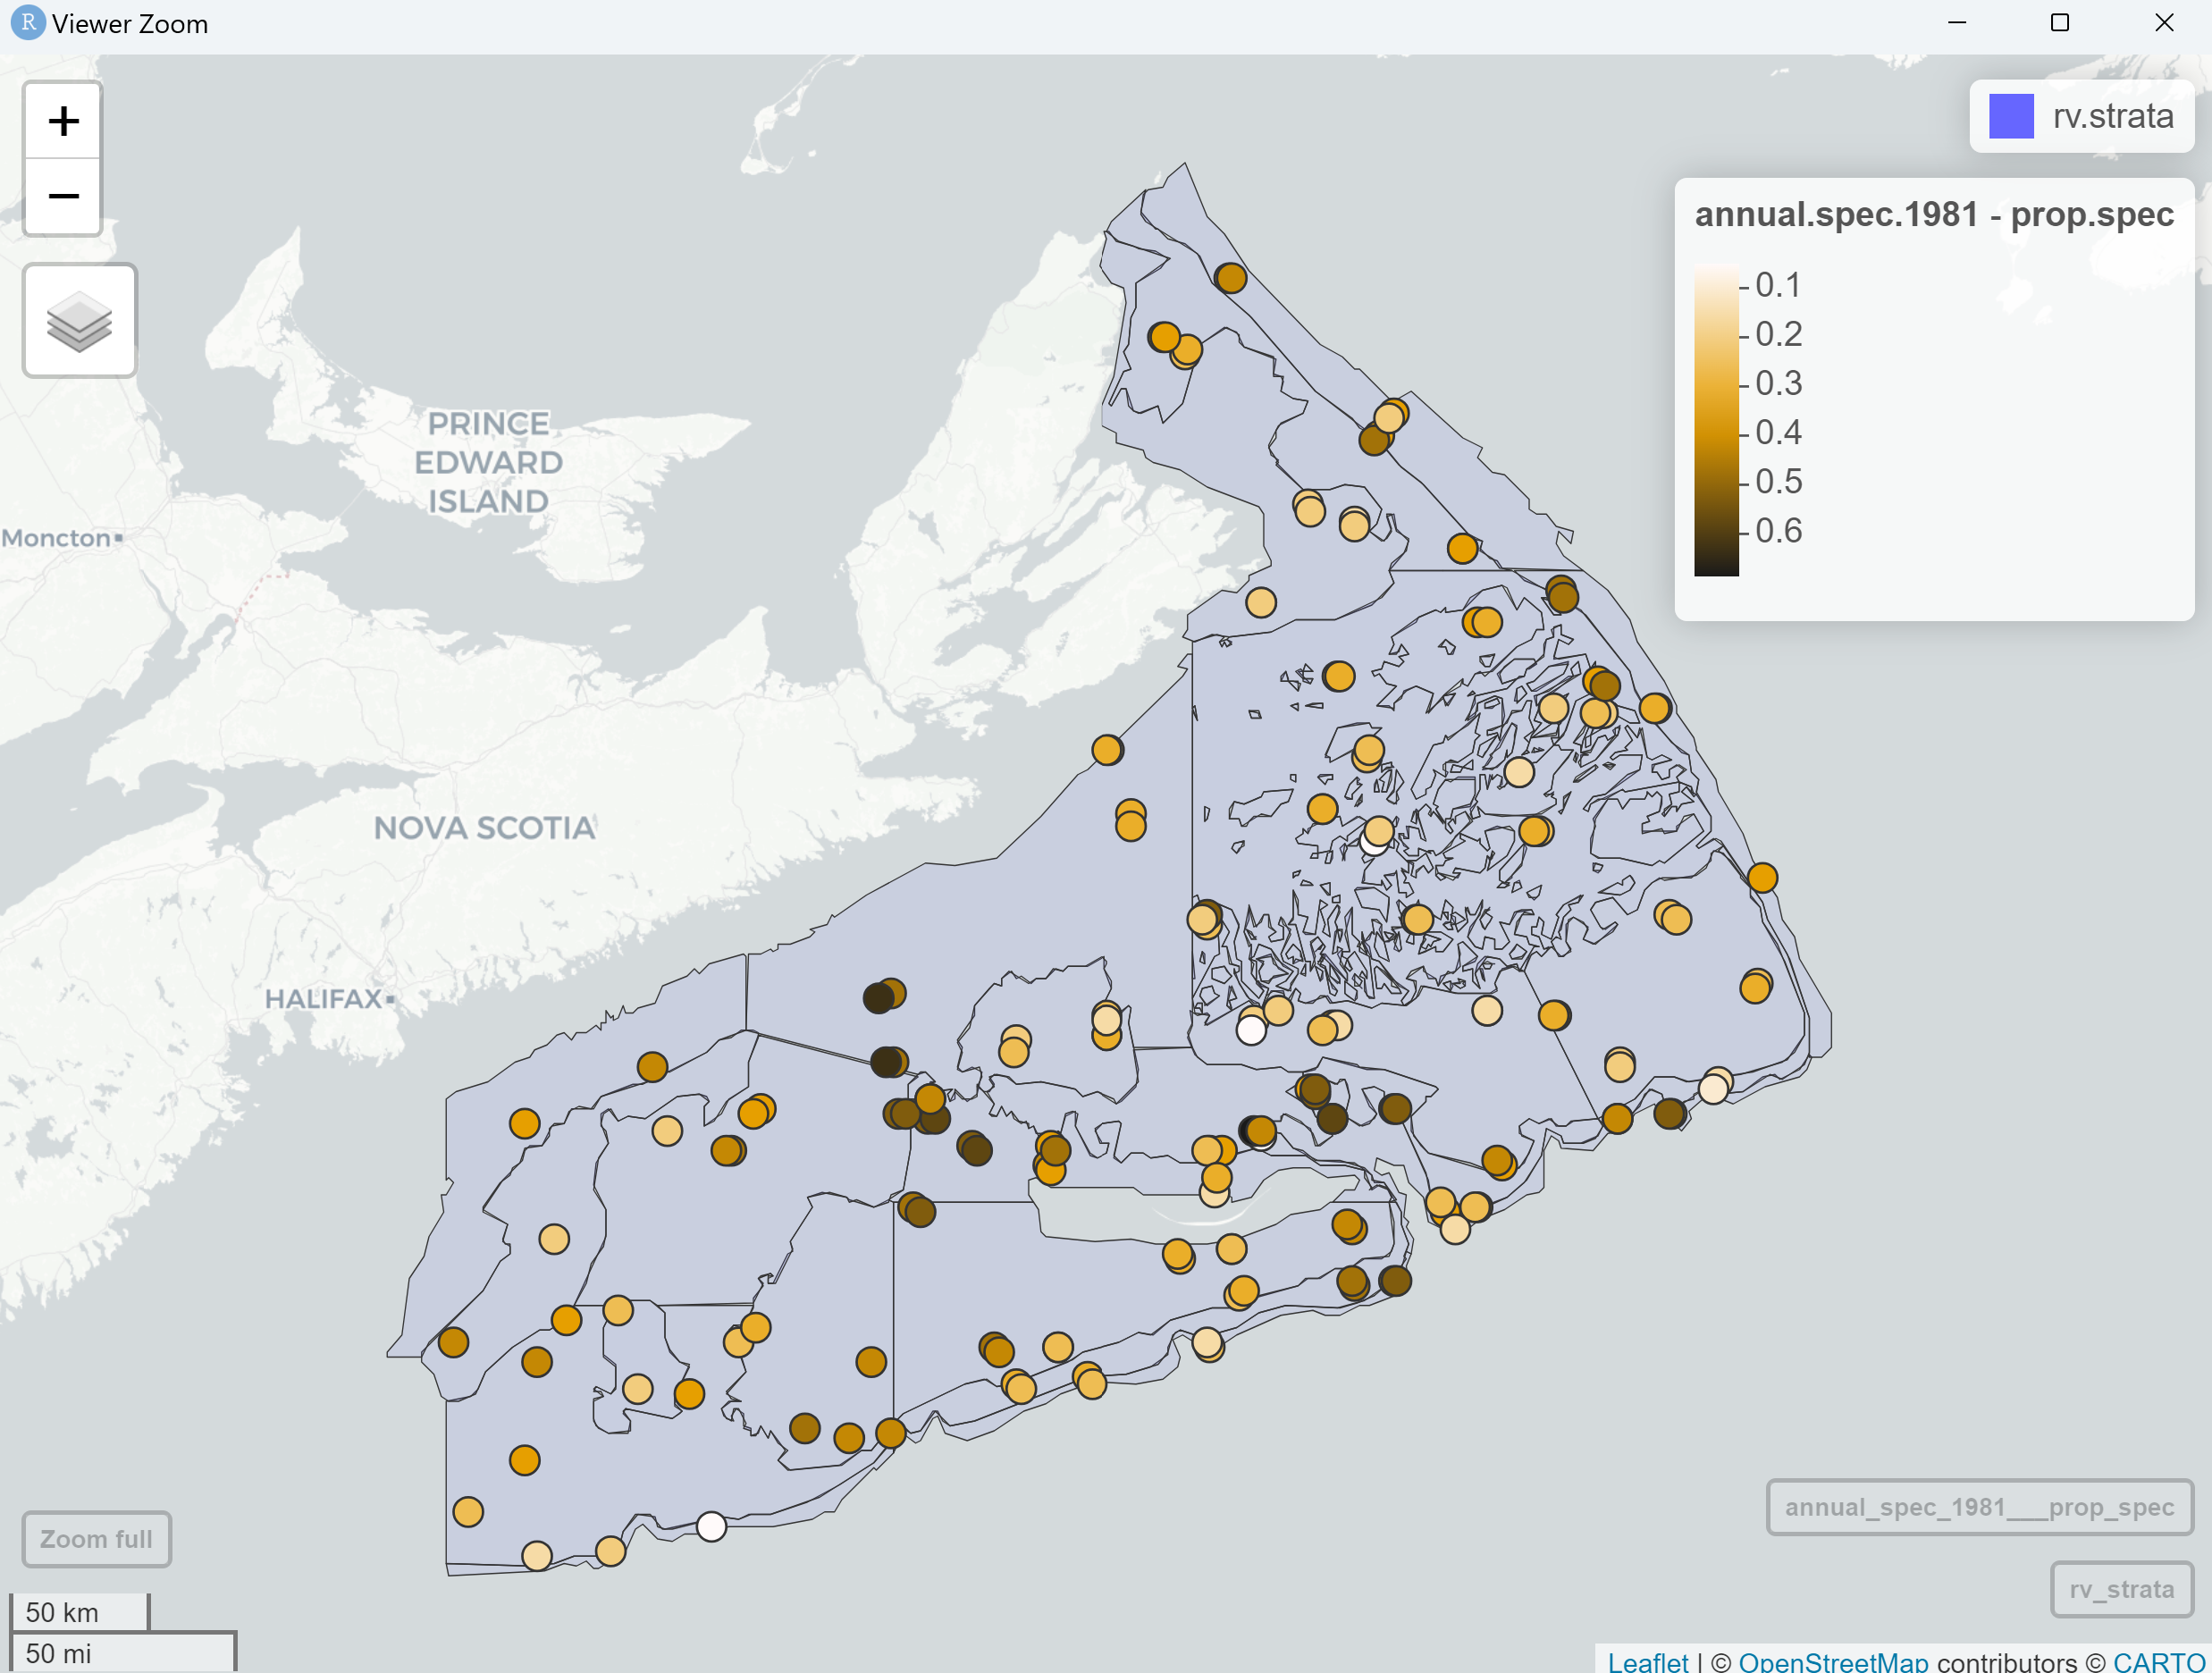 R Viewer Zoom
+
−
rv.strata
annual.spec.1981 - prop.spec
0.1
0.2
0.3
0.4
0.5
0.6
PRINCE
EDWARD
ISLAND
Moncton
NOVA SCOTIA
HALIFAX
annual_spec_1981___prop_spec
Zoom full
rv_strata
50 km
50 mi
Leaflet | © OpenStreetMap contributors © CARTO